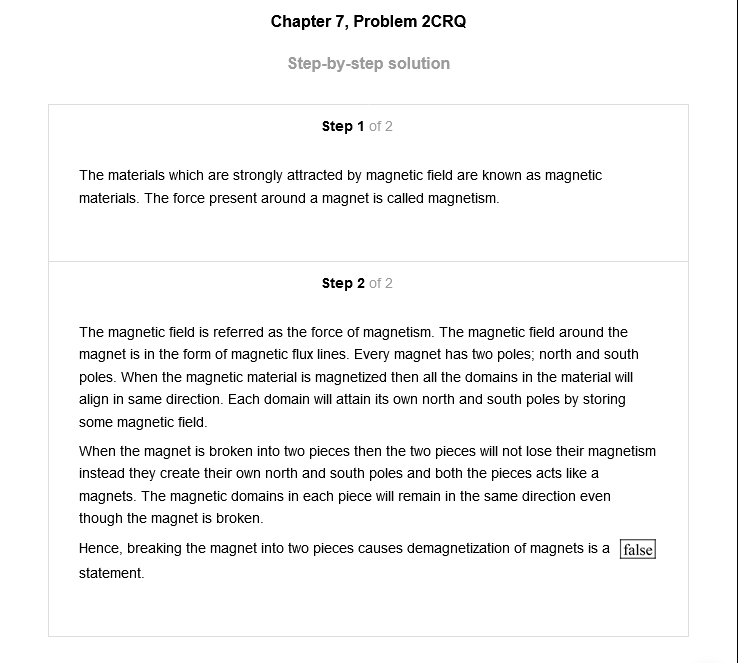 Chapter 7, Problem 2CRQ
Step-by-step solution
Step 1 of 2
The materials which are strongly attracted by magnetic field are known as magnetic
materials. The force present around a magnet is called magnetism.
Step 2 of 2
The magnetic field is referred as the force of magnetism. The magnetic field around the
magnet is in the form of magnetic flux lines. Every magnet has two poles; north and south
poles. When the magnetic material is magnetized then all the domains in the material will
align in same direction. Each domain will attain its own north and south poles by storing
some magnetic field.
When the magnet is broken into two pieces then the two pieces will not lose their magnetism
instead they create their own north and south poles and both the pieces acts like a
magnets. The magnetic domains in each piece will remain in the same direction even
though the magnet is broken.
Hence, breaking the magnet into two pieces causes demagnetization of magnets is a false
statement.